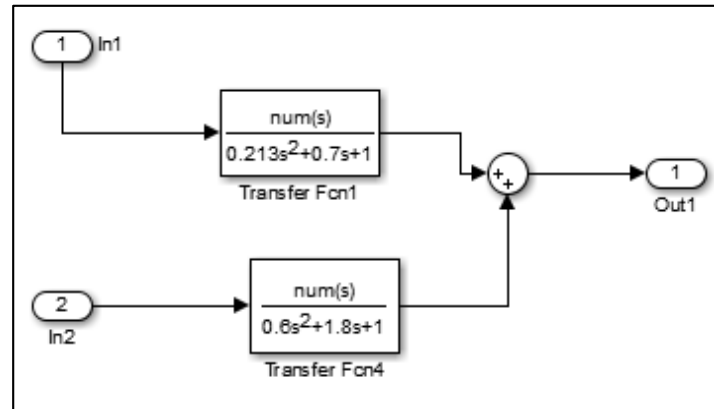 1
In1
num(s)
0.213s²+0.7s+1
Transfer Fcn1
+
+
1
Out1
2
In2
num(s)
0.6s²+1.8s+1
Transfer Fcn4